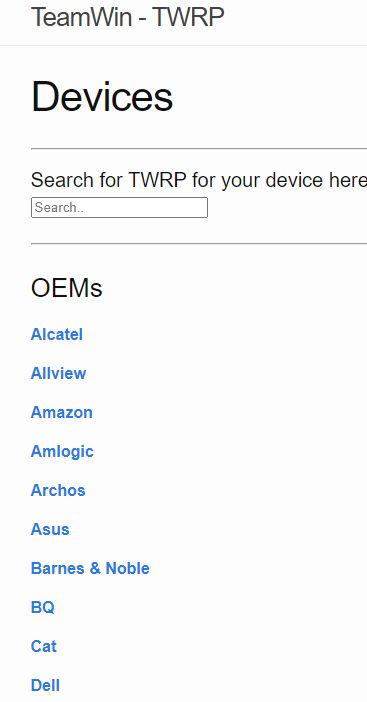 TeamWin - TWRP
Devices
Search for TWRP for your device here
Search..
OEMs
Alcatel
Allview
Amazon
Amlogic
Archos
Asus
Barnes & Noble
BQ
Cat
Dell